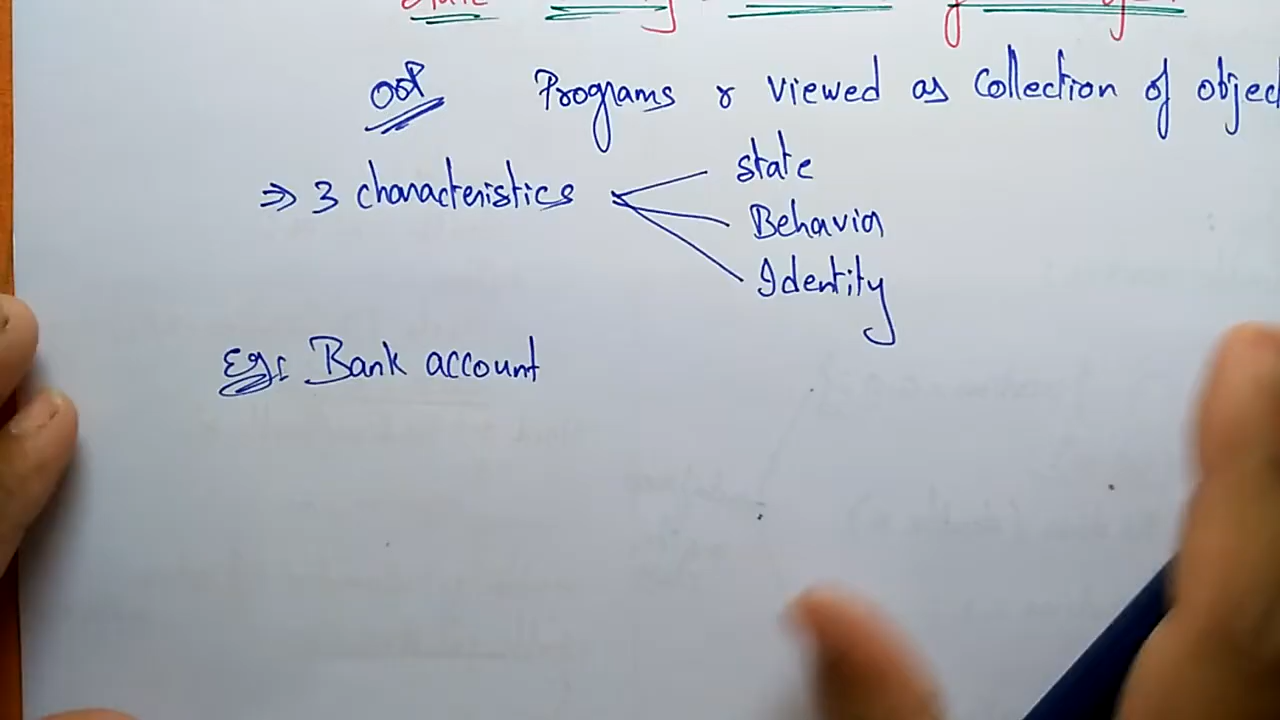 OOP Programs r viewed as collection of objec
⇒ 3 characteristics
state
Behavior
Identity
Eg: Bank account